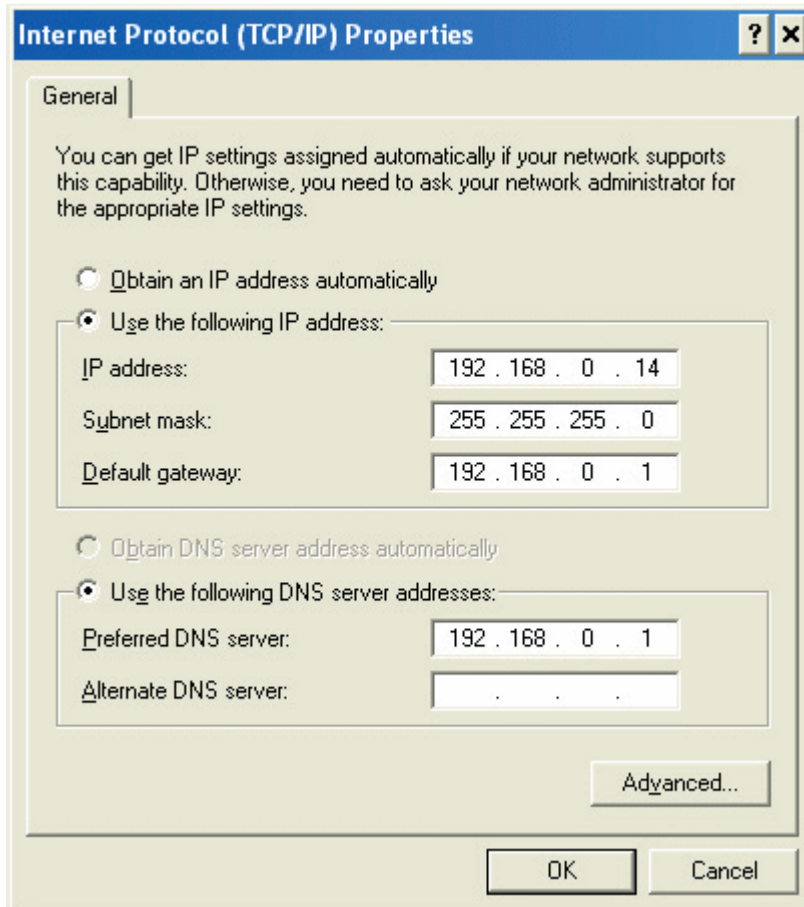 Internet Protocol (TCP/IP) Properties
General
You can get IP settings assigned automatically if your network supports
this capability. Otherwise, you need to ask your network administrator for
the appropriate IP settings.
Obtain an IP address automatically
Use the following IP address:
IP address: 192 . 168 . 0 . 14
Subnet mask: 255 . 255 . 255 . 0
Default gateway: 192 . 168 . 0 . 1
Obtain DNS server address automatically
Use the following DNS server addresses:
Preferred DNS server: 192 . 168 . 0 . 1
Alternate DNS server: . . .
Advanced...
OK Cancel